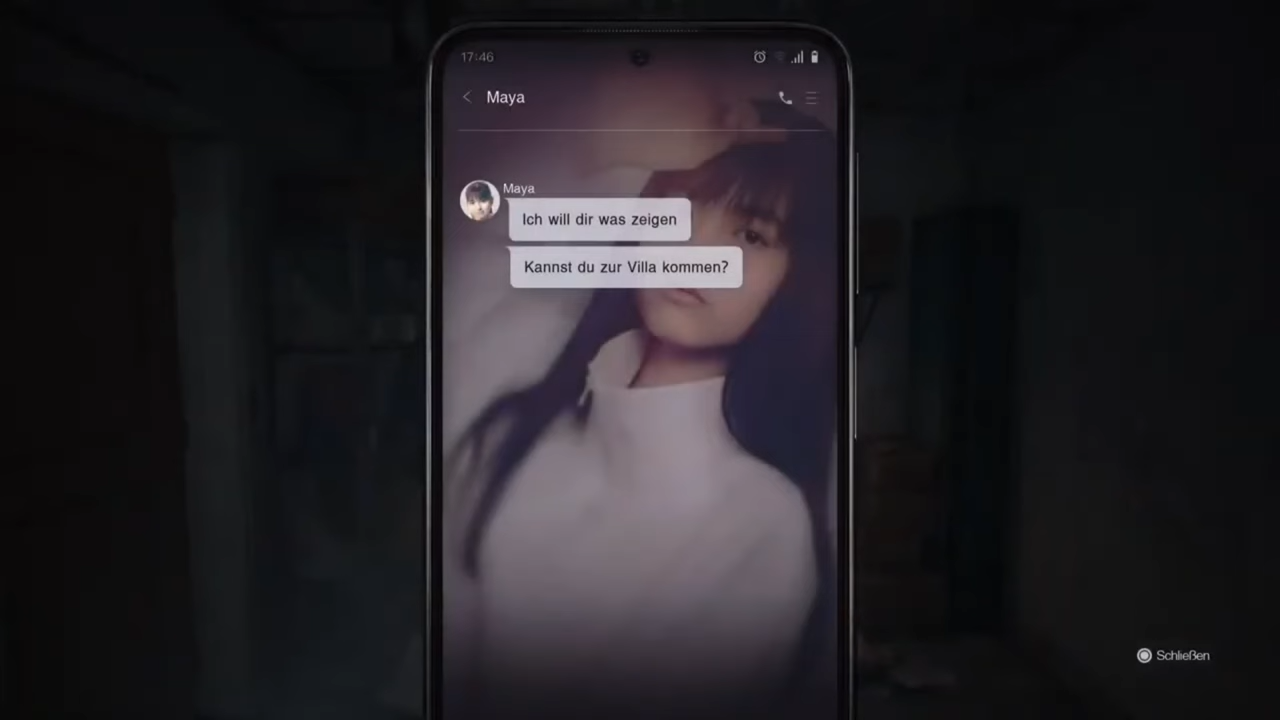 17:46
Maya
Maya
Ich will dir was zeigen
Kannst du zur Villa kommen?
Schließen